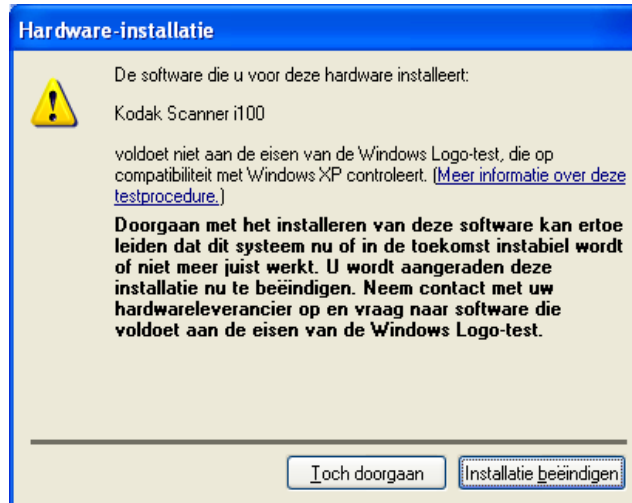 Hardware-installatie
De software die u voor deze hardware installeert:
Kodak Scanner i100
voldoet niet aan de eisen van de Windows Logo-test, die op
compatibiliteit met Windows XP controleert. (Meer informatie over deze
testprocedure.)
Doorgaan met het installeren van deze software kan ertoe
leiden dat dit systeem nu of in de toekomst instabiel wordt
of niet meer juist werkt. U wordt aangeraden deze
installatie nu te beëindigen. Neem contact met uw
hardwareleverancier op en vraag naar software die
voldoet aan de eisen van de Windows Logo-test.
Toch doorgaan
Installatie beëindigen